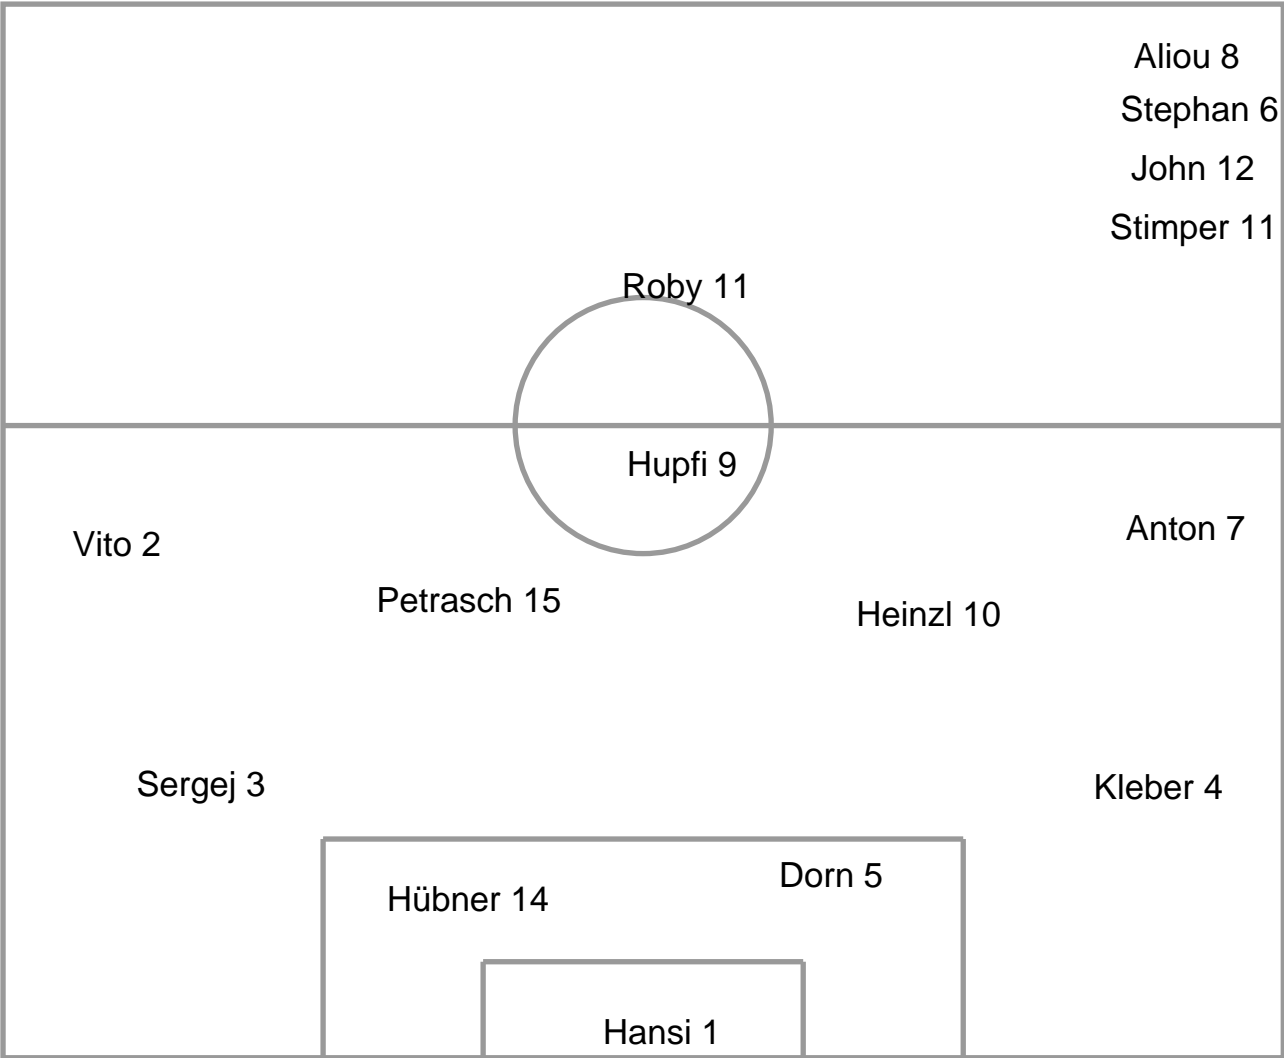 Aliou 8
Stephan 6
John 12
Stimper 11
Roby 11
Hupfi 9
Anton 7
Vito 2
Petrasch 15
Heinzl 10
Sergej 3
Kleber 4
Dorn 5
Hübner 14
Hansi 1